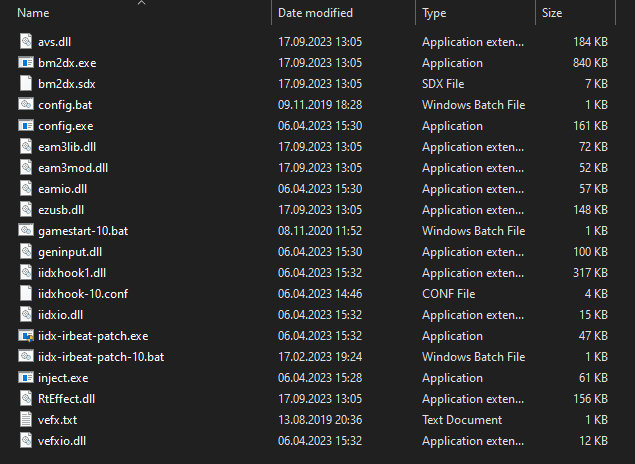 Name Date modified Type Size
avs.dll 17.09.2023 13:05 Application exten... 184 KB
bm2dx.exe 17.09.2023 13:05 Application 840 KB
bm2dx.sdx 17.09.2023 13:05 SDX File 7 KB
config.bat 09.11.2019 18:28 Windows Batch File 1 KB
config.exe 06.04.2023 15:30 Application 161 KB
eam3lib.dll 17.09.2023 13:05 Application exten... 72 KB
eam3mod.dll 17.09.2023 13:05 Application exten... 52 KB
eamio.dll 06.04.2023 15:30 Application exten... 57 KB
ezusb.dll 17.09.2023 13:05 Application exten... 148 KB
gamestart-10.bat 08.11.2020 11:52 Windows Batch File 1 KB
geninput.dll 06.04.2023 15:30 Application exten... 100 KB
iidxhook1.dll 06.04.2023 15:32 Application exten... 317 KB
iidxhook-10.conf 06.04.2023 14:46 CONF File 4 KB
iidxio.dll 06.04.2023 15:32 Application exten... 15 KB
iidx-irbeat-patch.exe 06.04.2023 15:32 Application 47 KB
iidx-irbeat-patch-10.bat 17.02.2023 19:24 Windows Batch File 1 KB
inject.exe 06.04.2023 15:28 Application 61 KB
RtEffect.dll 17.09.2023 13:05 Application exten... 156 KB
vefx.txt 13.08.2019 20:36 Text Document 1 KB
vefxio.dll 06.04.2023 15:32 Application exten... 12 KB